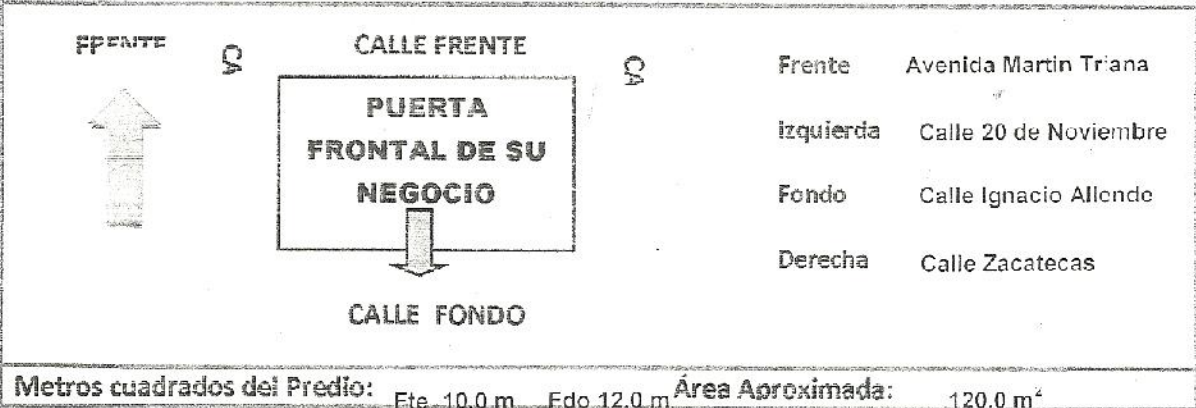 FRENTE
CA
CALLE FRENTE
CA
PUERTA
FRONTAL DE SU
NEGOCIO
CALLE FONDO
Frente Avenida Martin Triana
Izquierda Calle 20 de Noviembre
Fondo Calle Ignacio Allende
Derecha Calle Zacatecas
Metros cuadrados del Predio: Fte 10.0 m Fdo 12.0 m Área Aproximada: 120.0 m²